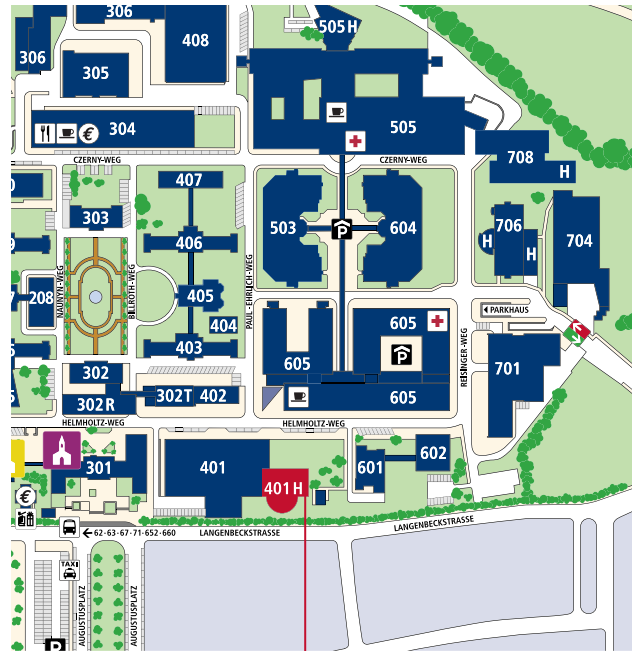 306
408
505 H
306
305
304
€
505
CZERNY-WEG
CZERNY-WEG
708
H
407
303
503
P
604
706
704
H
H
406
NAUNYN-WEG
BILLROTH-WEG
PAUL-EHRLICH-WEG
208
405
404
403
PARKHAUS
605
605
P
REISINGER-WEG
701
302
302 R
302T
402
605
HELMHOLTZ-WEG
HELMHOLTZ-WEG
301
401
401 H
601
602
€
62-63-67-71-652-660
LANGENBECKSTRASSE
LANGENBECKSTRASSE
TAXI
AUGUSTUSPLATZ
AUGUSTUSPLATZ
P